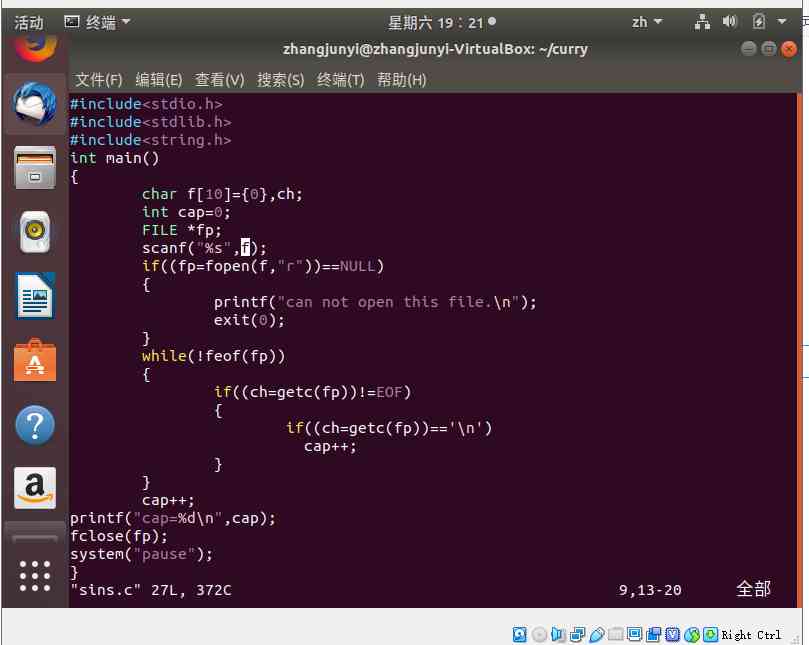 活动 终端 星期六 19：21 zh
zhangjunyi@zhangjunyi-VirtualBox: ~/curry
文件(F) 编辑(E) 查看(V) 搜索(S) 终端(T) 帮助(H)
#include<stdio.h>
#include<stdlib.h>
#include<string.h>
int main()
{
char f[10]={0},ch;
int cap=0;
FILE *fp;
scanf("%s",f);
if((fp=fopen(f,"r"))==NULL)
{
printf("can not open this file.\n");
exit(0);
}
while(!feof(fp))
{
if((ch=getc(fp))!=EOF)
{
if((ch=getc(fp))=='\n')
cap++;
}
}
cap++;
printf("cap=%d\n",cap);
fclose(fp);
system("pause");
}
"sins.c" 27L, 372C 9,13-20 全部
Right Ctrl